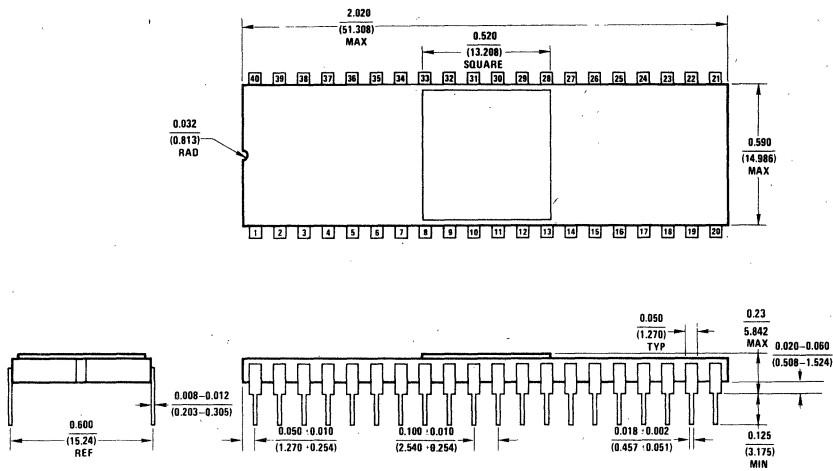 2.020
(51.308)
MAX
0.520
(13.208)
SQUARE
40 39 38 37 36 35 34 33 32 31 30 29 28 27 26 25 24 23 22 21
0.032
(0.813)
RAD
0.590
(14.986)
MAX
1 2 3 4 5 6 7 8 9 10 11 12 13 14 15 16 17 18 19 20
0.050
(1.270)
TYP
0.23
5.842
MAX
0.020–0.060
(0.508-1.524)
0.008–0.012
(0.203-0.305)
0.600
(15.24)
REF
0.050 ±0.010
(1.270 ±0.254)
0.100 ±0.010
(2.540 ±0.254)
0.018 ±0.002
(0.457 ±0.051)
0.125
(3.175)
MIN